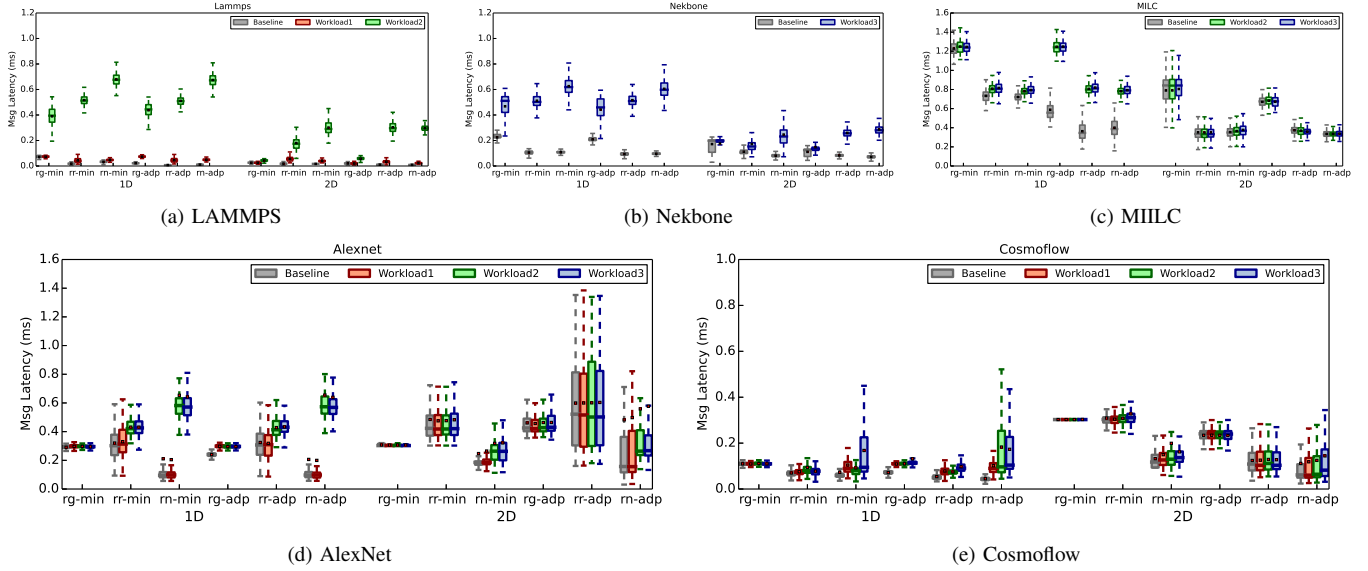 Lammps
Baseline Workload1 Workload2
Msg Latency (ms)
1.2
1.0
0.8
0.6
0.4
0.2
0.0
rg-min rr-min rn-min rg-adp rr-adp rn-adp rg-min rr-min rn-min rg-adp rr-adp rn-adp
1D 2D
(a) LAMMPS
Nekbone
Baseline Workload3
Msg Latency (ms)
1.2
1.0
0.8
0.6
0.4
0.2
0.0
rg-min rr-min rn-min rg-adp rr-adp rn-adp rg-min rr-min rn-min rg-adp rr-adp rn-adp
1D 2D
(b) Nekbone
MILC
Baseline Workload2 Workload3
Msg Latency (ms)
1.6
1.4
1.2
1.0
0.8
0.6
0.4
0.2
0.0
rg-min rr-min rn-min rg-adp rr-adp rn-adp rg-min rr-min rn-min rg-adp rr-adp rn-adp
1D 2D
(c) MIILC
Alexnet
Baseline Workload1 Workload2 Workload3
Msg Latency (ms)
1.6
1.4
1.2
1.0
0.8
0.6
0.4
0.2
0.0
rg-min rr-min rn-min rg-adp rr-adp rn-adp rg-min rr-min rn-min rg-adp rr-adp rn-adp
1D 2D
(d) AlexNet
Cosmoflow
Baseline Workload1 Workload2 Workload3
Msg Latency (ms)
1.0
0.8
0.6
0.4
0.2
0.0
rg-min rr-min rn-min rg-adp rr-adp rn-adp rg-min rr-min rn-min rg-adp rr-adp rn-adp
1D 2D
(e) Cosmoflow